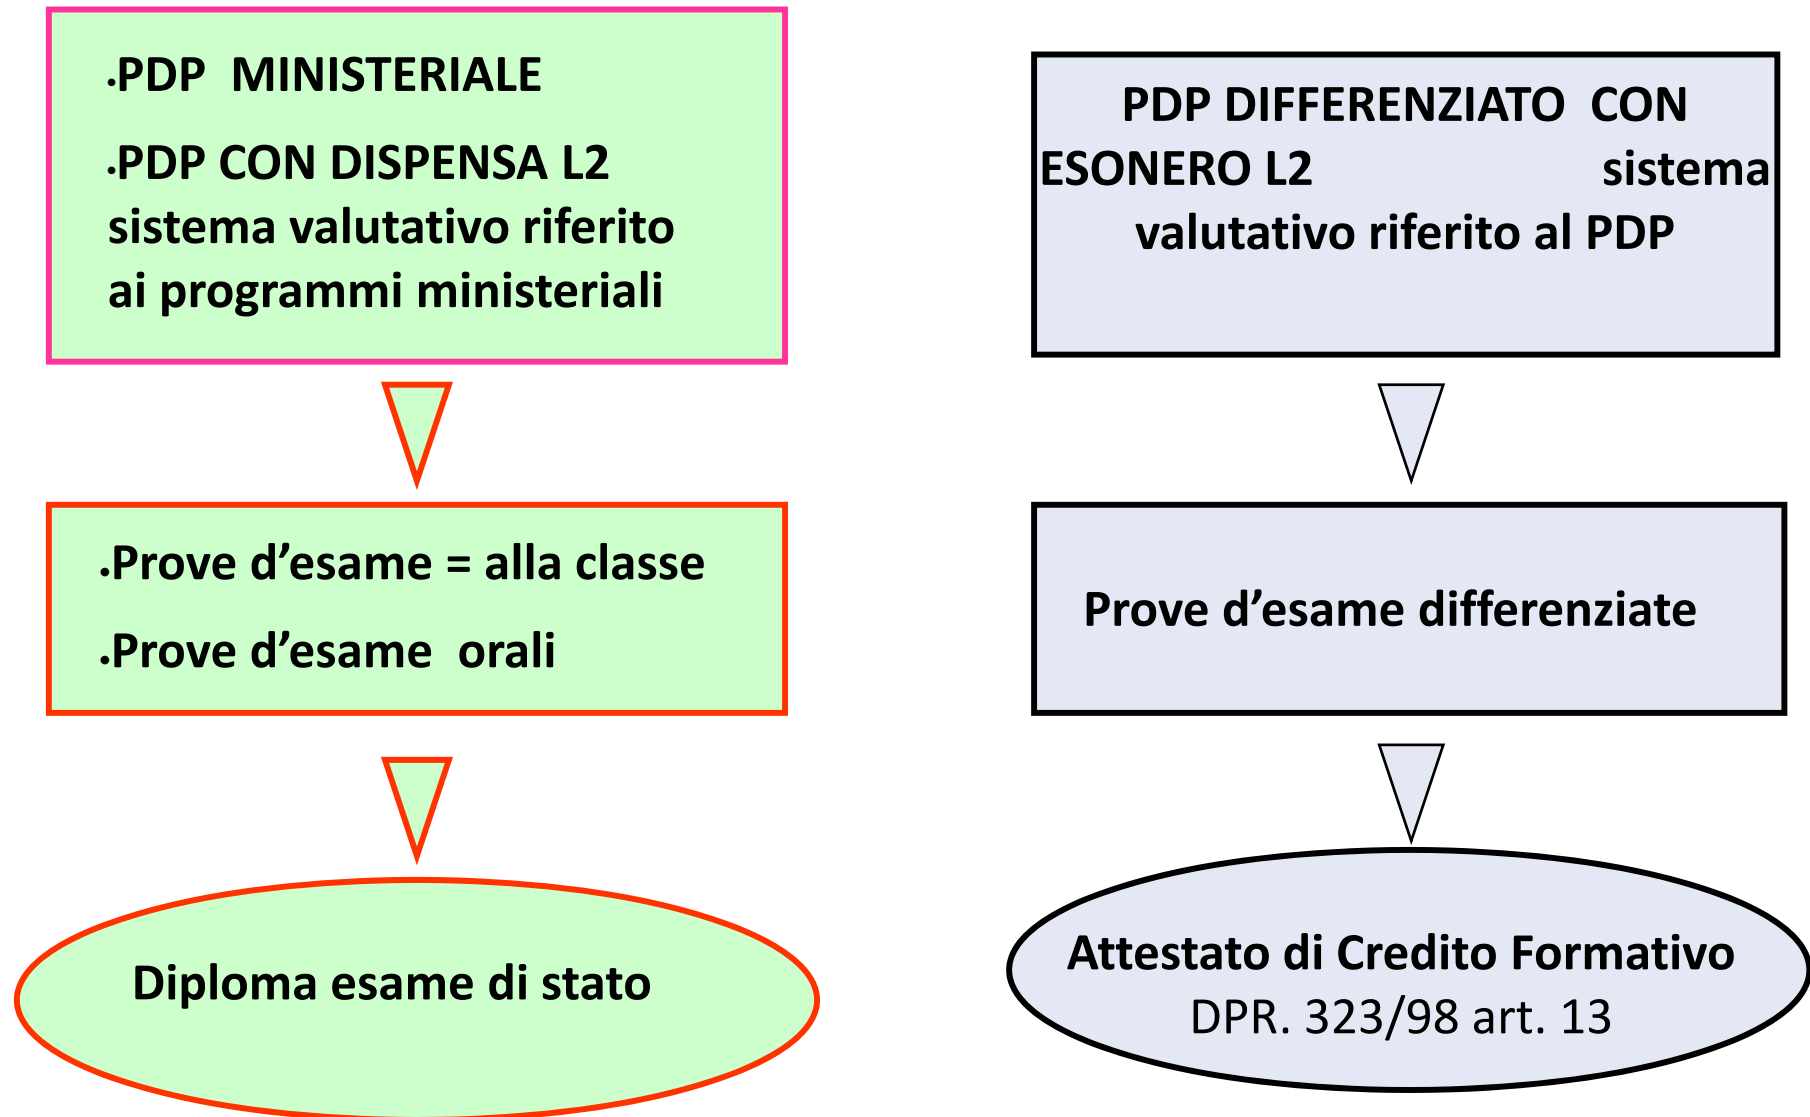 .PDP MINISTERIALE
.PDP CON DISPENSA L2
sistema valutativo riferito
ai programmi ministeriali
.Prove d’esame = alla classe
.Prove d’esame orali
Diploma esame di stato
PDP DIFFERENZIATO CON
ESONERO L2 sistema
valutativo riferito al PDP
Prove d’esame differenziate
Attestato di Credito Formativo
DPR. 323/98 art. 13